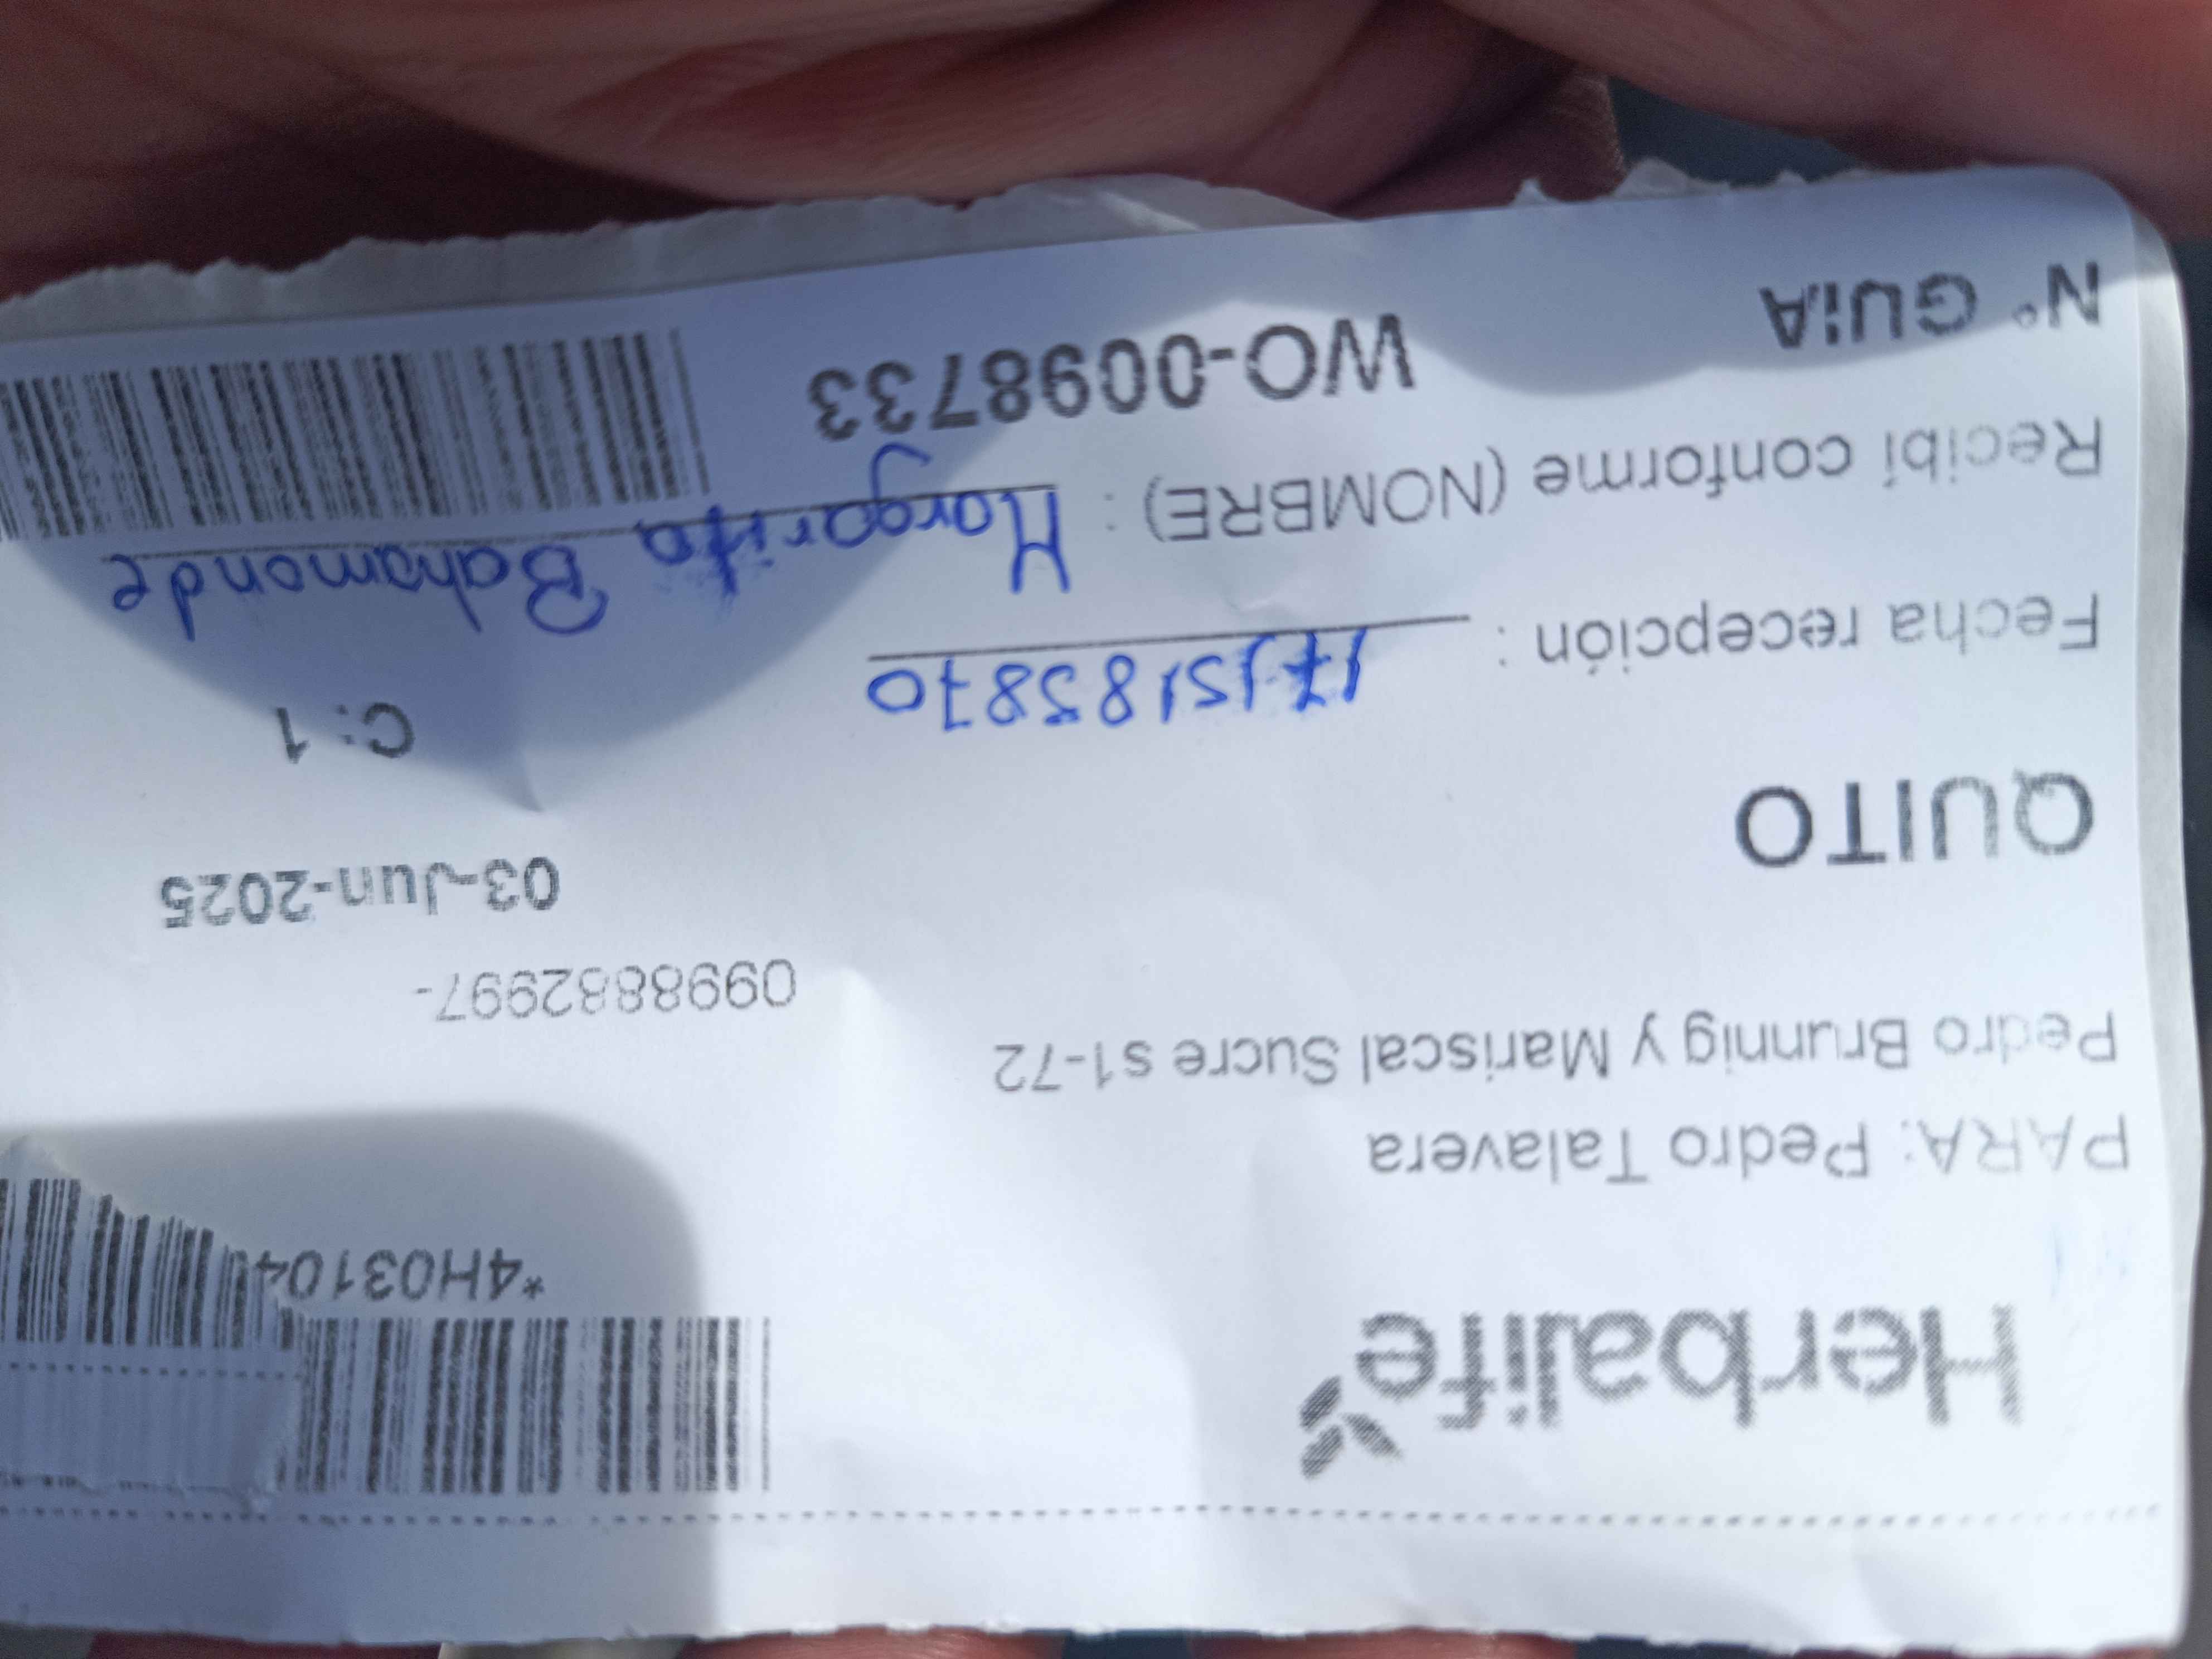 Herbalife
*4H03104
PARA: Pedro Talavera
Pedro Brunnig y Mariscal Sucre s1-72
0998882997-
QUITO
03-Jun-2025
C: 1
Fecha recepción : 1715185870
Recibí conforme (NOMBRE) : Margarita Bahamonde
N° GUIA WO-0098733